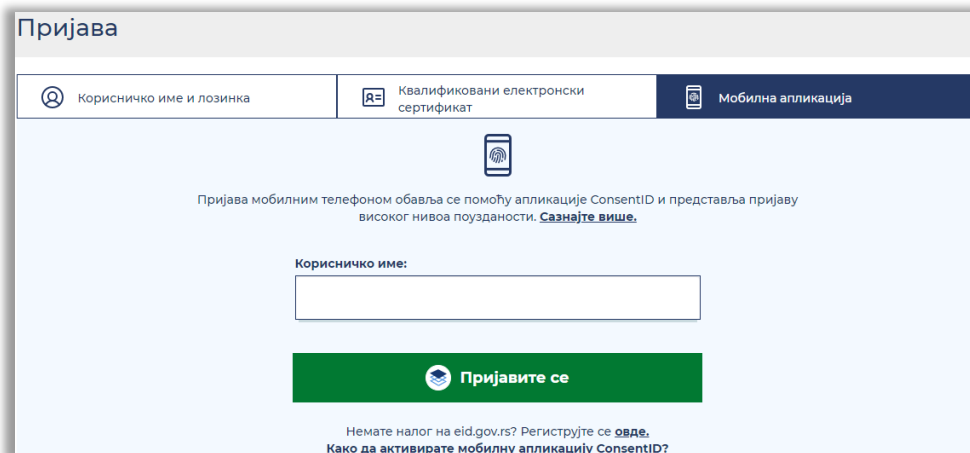 Пријава
Корисничко име и лозинка
Квалификовани електронски
сертификат
Мобилна апликација
Пријава мобилним телефоном обавља се помоћу апликације ConsentID и представља пријаву
високог нивоа поузданости. Сазнајте више.
Корисничко име:
Пријавите се
Немате налог на eid.gov.rs? Региструјте се овде.
Како да активирате мобилну апликацију ConsentID?